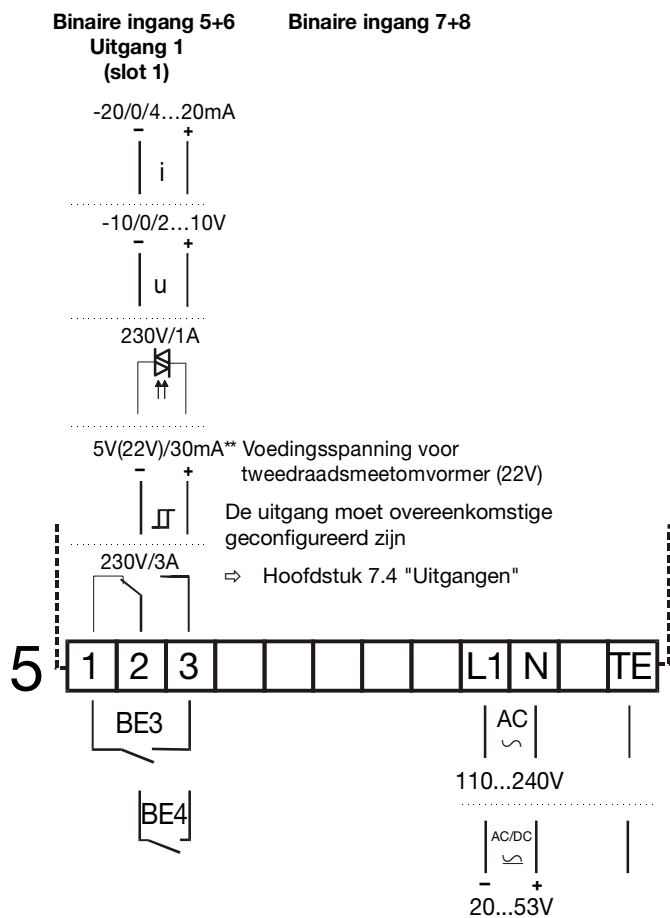 Binaire ingang 5+6
Uitgang 1
(slot 1)
Binaire ingang 7+8
-20/0/4...20mA
- +
i
-10/0/2...10V
- +
u
230V/1A
5V(22V)/30mA** Voedingsspanning voor
tweedraadsmeetomvormer (22V)
- +
De uitgang moet overeenkomstige
geconfigureerd zijn
230V/3A
⇨ Hoofdstuk 7.4 "Uitgangen"
5 1 2 3 L1 N TE
BE3
AC
110...240V
BE4
AC/DC
- +
20...53V